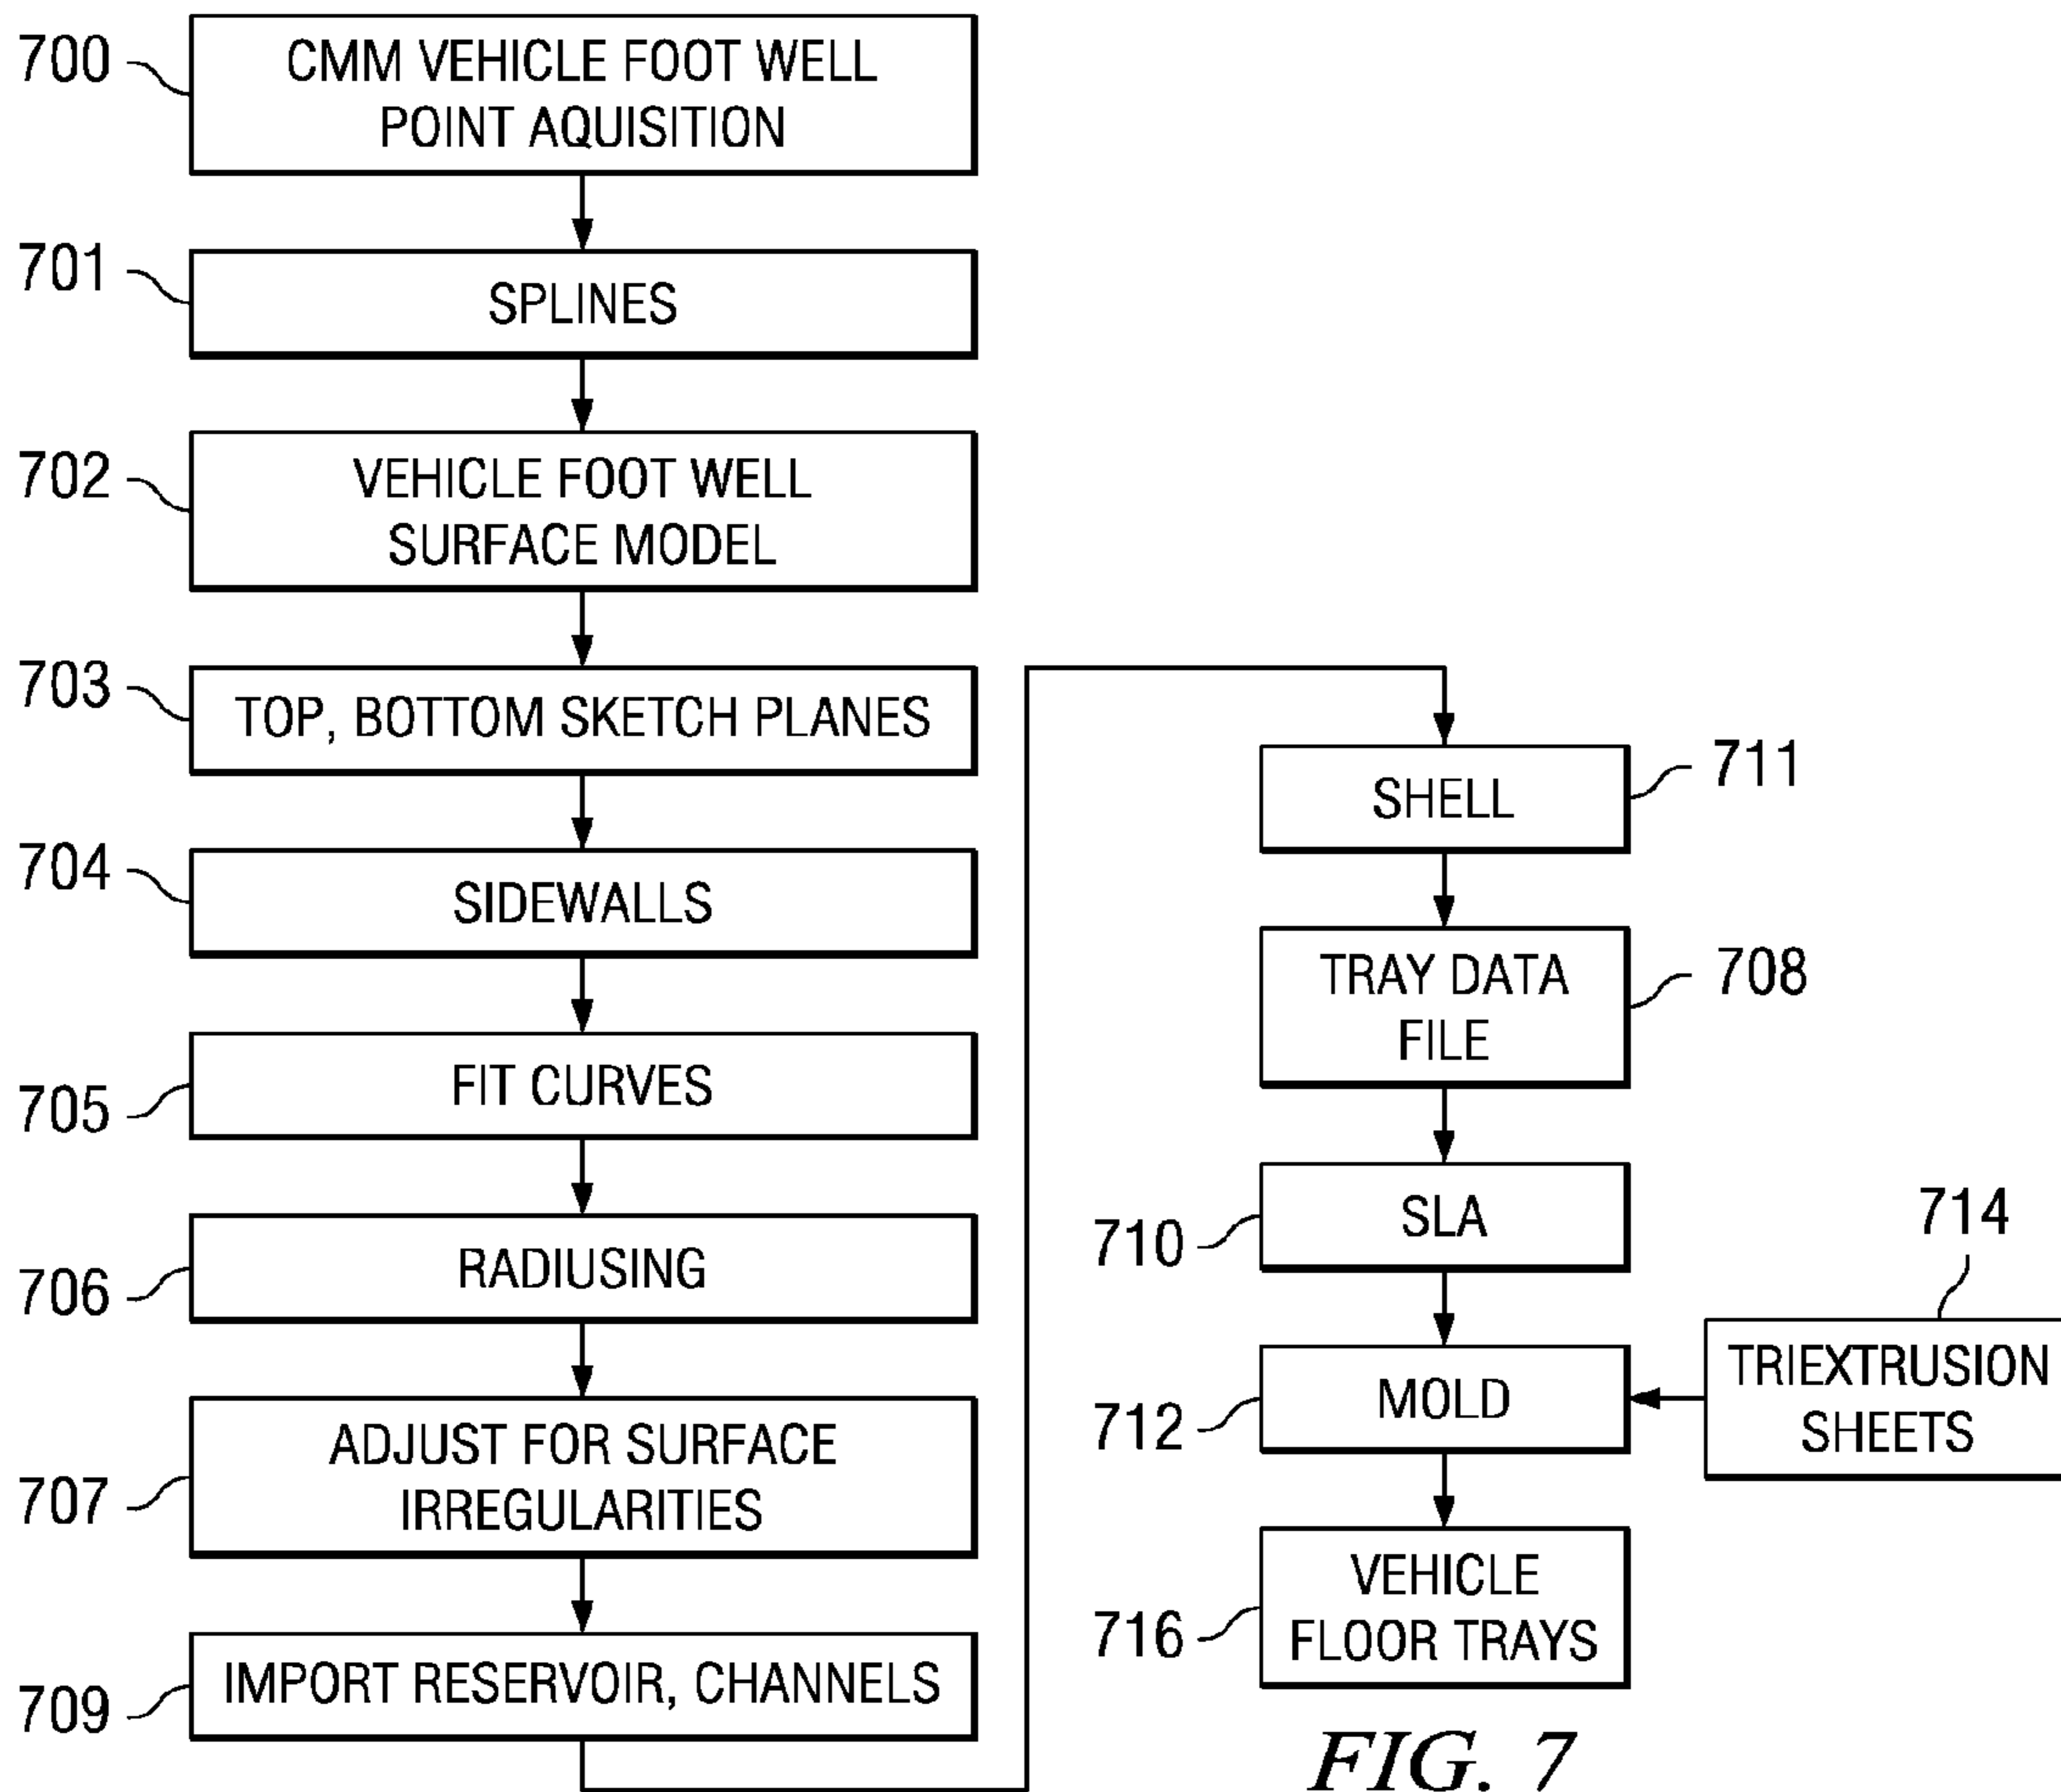 700
CMM VEHICLE FOOT WELL
POINT AQUISITION
701
SPLINES
702
VEHICLE FOOT WELL
SURFACE MODEL
703
TOP, BOTTOM SKETCH PLANES
704
SIDEWALLS
705
FIT CURVES
706
RADIUSING
707
ADJUST FOR SURFACE
IRREGULARITIES
709
IMPORT RESERVOIR, CHANNELS
711
SHELL
708
TRAY DATA
FILE
710
SLA
714
TRIEXTRUSION
SHEETS
712
MOLD
716
VEHICLE
FLOOR TRAYS
FIG. 7